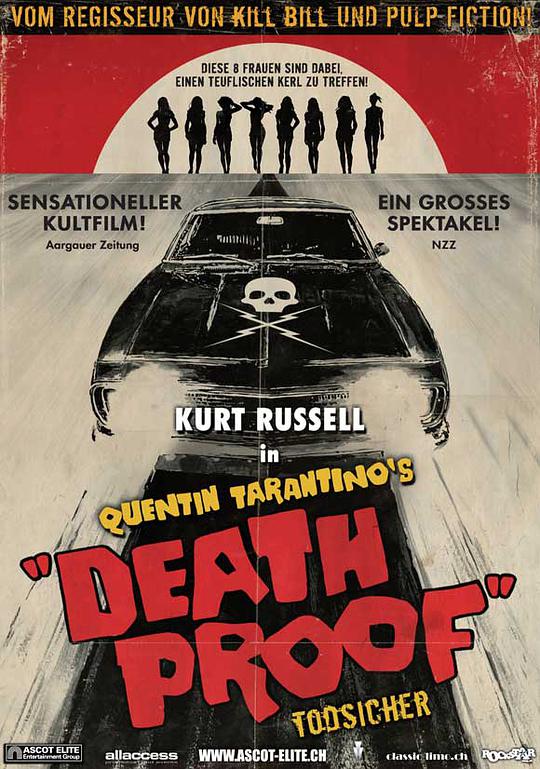 VOM REGISSEUR VON KILL BILL UND PULP FICTION!
DIESE 8 FRAUEN SIND DABEI,
EINEN TEUFLISCHEN KERL ZU TREFFEN!
SENSATIONELLER
KULTFILM!
Aargauer Zeitung
EIN GROSSES
SPEKTAKEL!
NZZ
KURT RUSSELL
in
QUENTIN TARANTINO'S
"DEATH
PROOF"
TODSICHER
ASCOT ELITE
Entertainment Group
allaccess
WWW.ASCOT-ELITE.CH
classic-limo.ch
ROCKSTAR